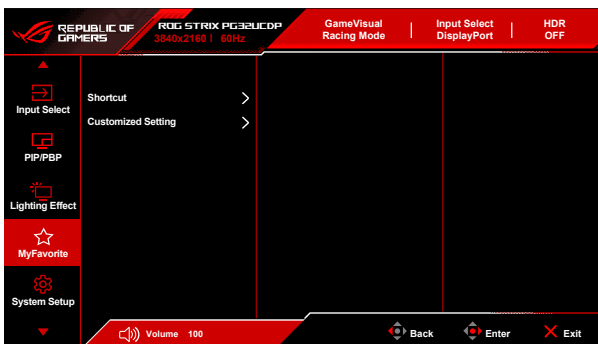 REPUBLIC OF
GAMERS
ROG STRIX PG32UCDP
3840x2160 | 60Hz
GameVisual
Racing Mode
Input Select
DisplayPort
HDR
OFF
Input Select
PIP/PBP
Lighting Effect
MyFavorite
System Setup
Shortcut
Customized Setting
Volume 100
Back
Enter
Exit